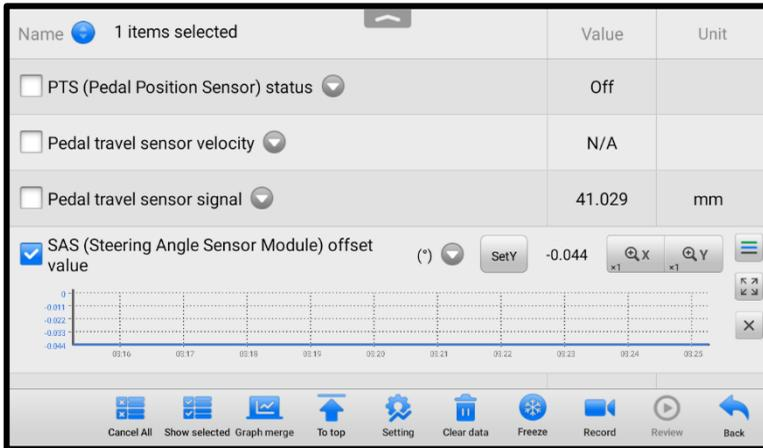 Name 1 items selected Value Unit
PTS (Pedal Position Sensor) status Off
Pedal travel sensor velocity N/A
Pedal travel sensor signal 41.029 mm
SAS (Steering Angle Sensor Module) offset
value (°) SetY -0.044 X ×1 Y ×1
0
-0.011
-0.022
-0.033
-0.044
03:16 03:17 03:18 03:19 03:20 03:21 03:22 03:23 03:24 03:25
Cancel All Show selected Graph merge To top Setting Clear data Freeze Record Review Back